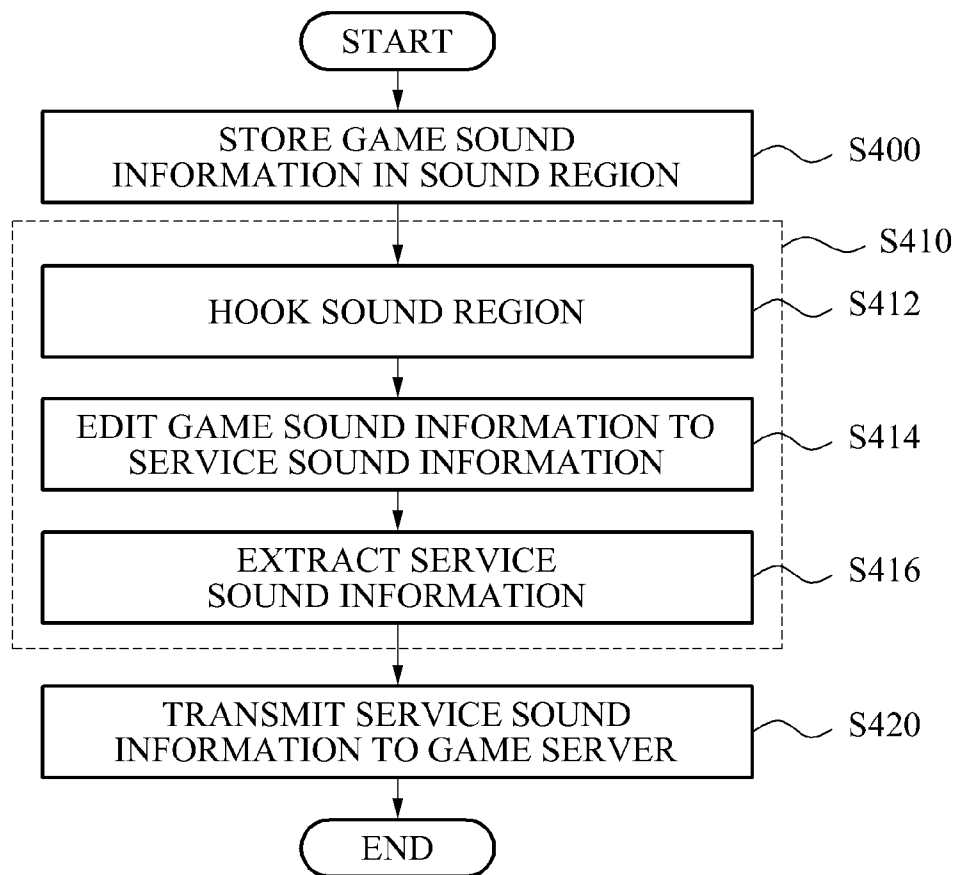 START
STORE GAME SOUND
INFORMATION IN SOUND REGION
S400
S410
HOOK SOUND REGION
S412
EDIT GAME SOUND INFORMATION TO
SERVICE SOUND INFORMATION
S414
EXTRACT SERVICE
SOUND INFORMATION
S416
TRANSMIT SERVICE SOUND
INFORMATION TO GAME SERVER
S420
END